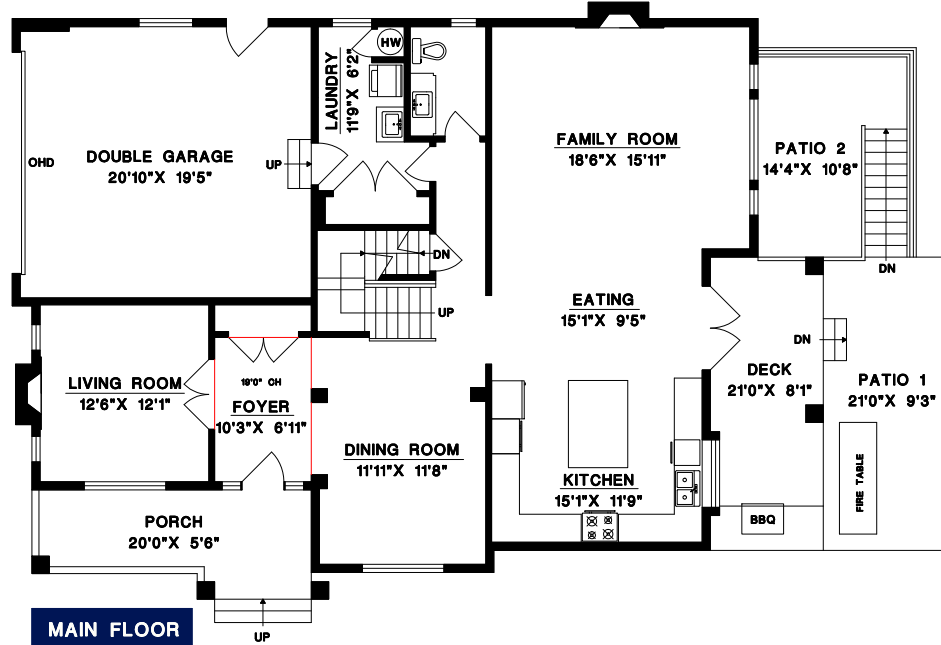 HW
LAUNDRY
11'9"X 6'2"
FAMILY ROOM
18'6"X 15'11"
PATIO 2
14'4"X 10'8"
OHD
DOUBLE GARAGE
20'10"X 19'5"
UP
DN
DN
UP
EATING
15'1"X 9'5"
DN
DECK
21'0"X 8'1"
PATIO 1
21'0"X 9'3"
LIVING ROOM
12'6"X 12'1"
19'0" CH
FOYER
10'3"X 6'11"
DINING ROOM
11'11"X 11'8"
KITCHEN
15'1"X 11'9"
FIRE TABLE
BBQ
PORCH
20'0"X 5'6"
UP
MAIN FLOOR